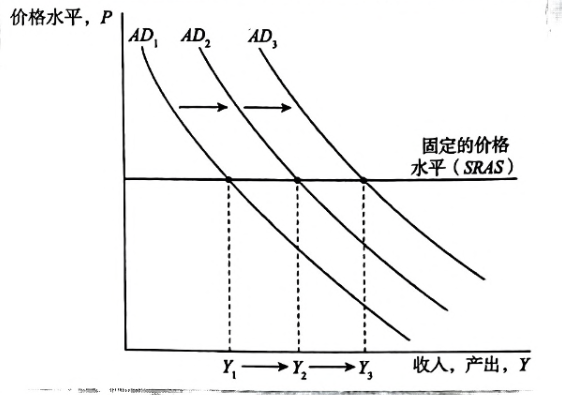 价格水平，P
AD1
AD2
AD3
固定的价格
水平（SRAS）
Y1
Y2
Y3
收入，产出，Y